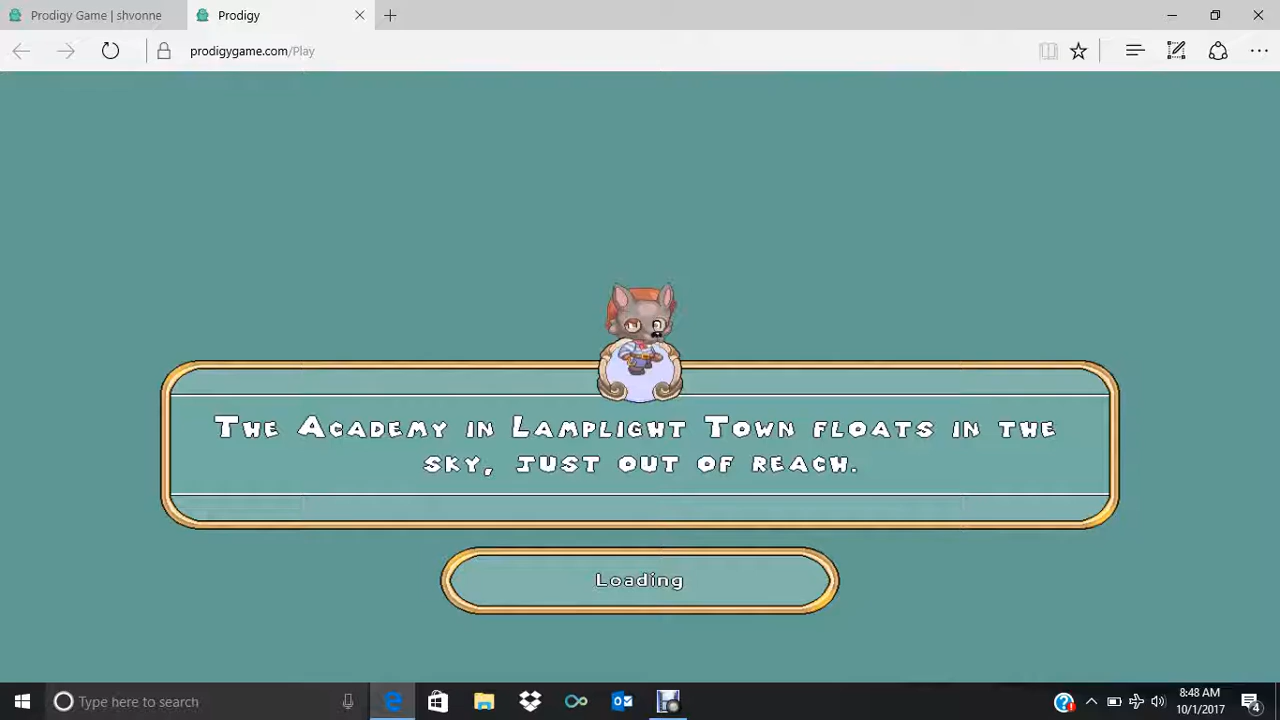 Prodigy Game | shvonne
Prodigy
prodigygame.com/Play
The Academy in Lamplight Town floats in the
sky, just out of reach.
Loading
Type here to search
8:48 AM
10/1/2017
4